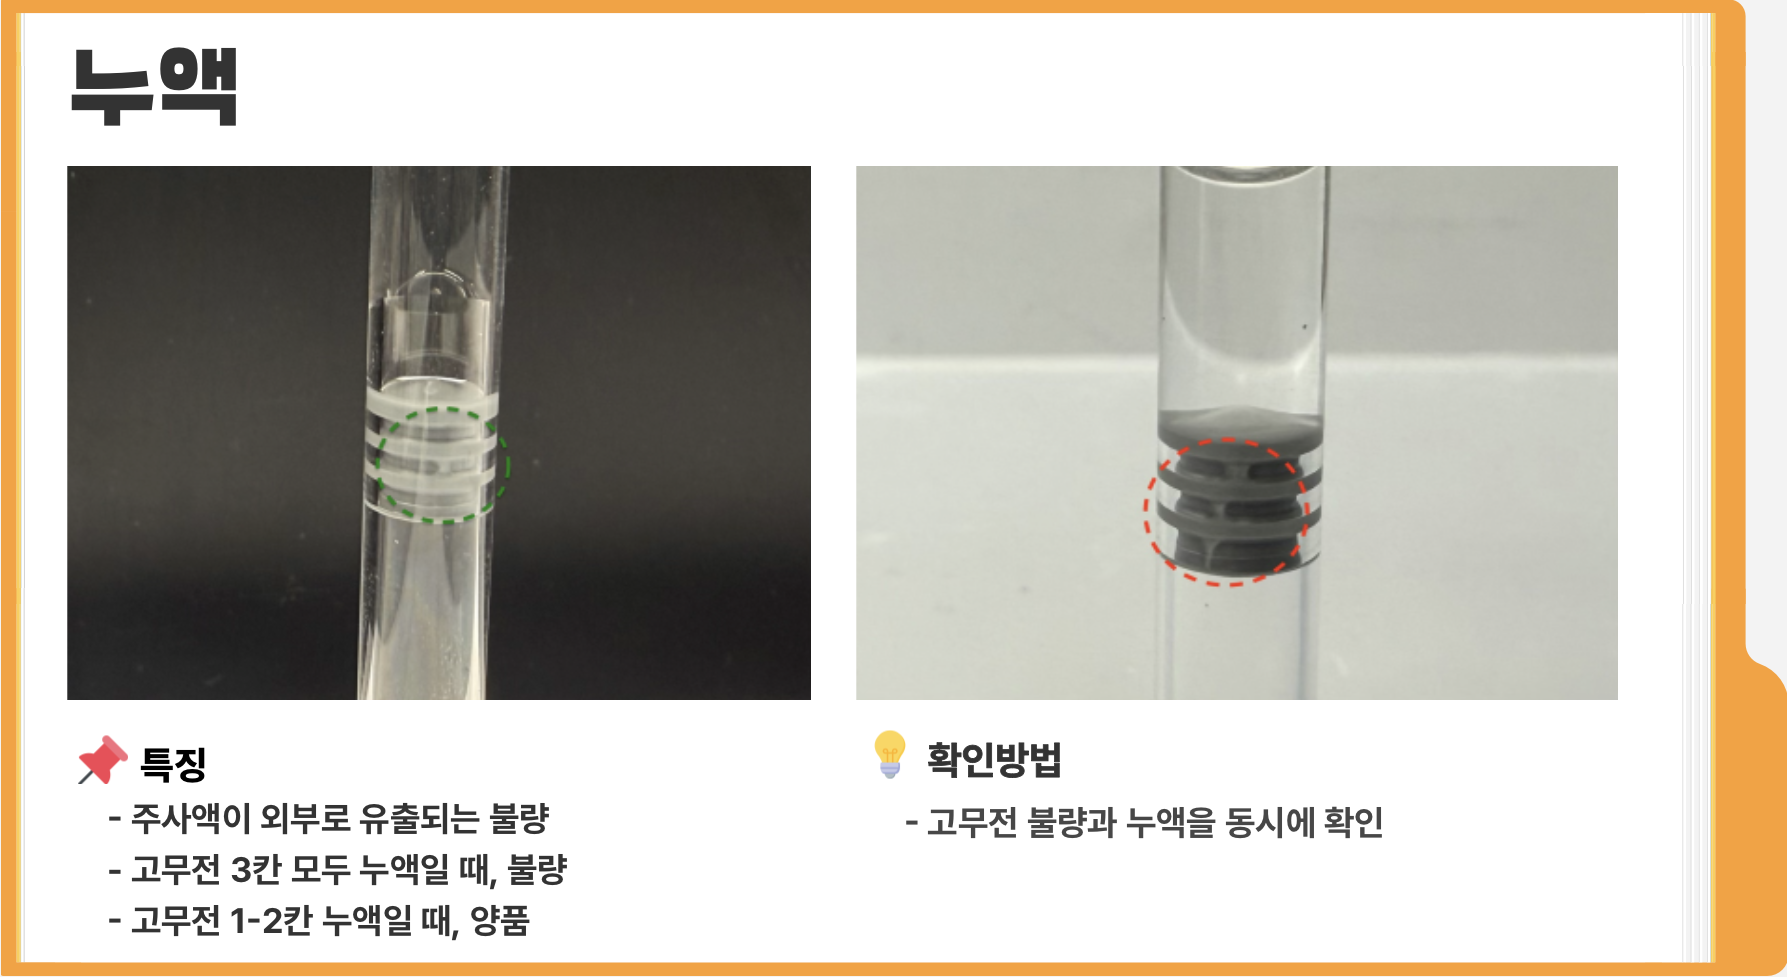 누액
특징
- 주사액이 외부로 유출되는 불량
- 고무전 3칸 모두 누액일 때, 불량
- 고무전 1-2칸 누액일 때, 양품
확인방법
- 고무전 불량과 누액을 동시에 확인